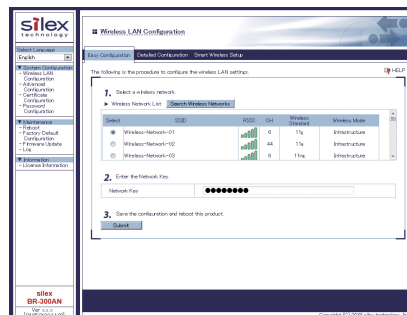 silex
technology
Select Language
English
▼ System Configuration
- Wireless LAN
Configuration
- Advanced
Configuration
- Certificate
Configuration
- Password
Configuration
▼ Maintenance
- Reboot
- Factory Default
Configuration
- Firmware Update
- Log
▼ Information
- License Information
silex
BR-300AN
Wireless LAN Configuration
Easy Configuration Detailed Configuration Smart Wireless Setup
The following is the procedure to configure the wireless LAN settings.
HELP
1. Select a wireless network.
▶ Wireless Network List Search Wireless Networks
Select SSID RSSI CH Wireless Standard Wireless Mode
Wireless-Network-01 6 11g Infrastructure
Wireless-Network-02 44 11a Infrastructure
Wireless-Network-03 6 11ng Infrastructure
2. Enter the Network Key.
Network Key ●●●●●●●●
3. Save the configuration and reboot this product.
Submit